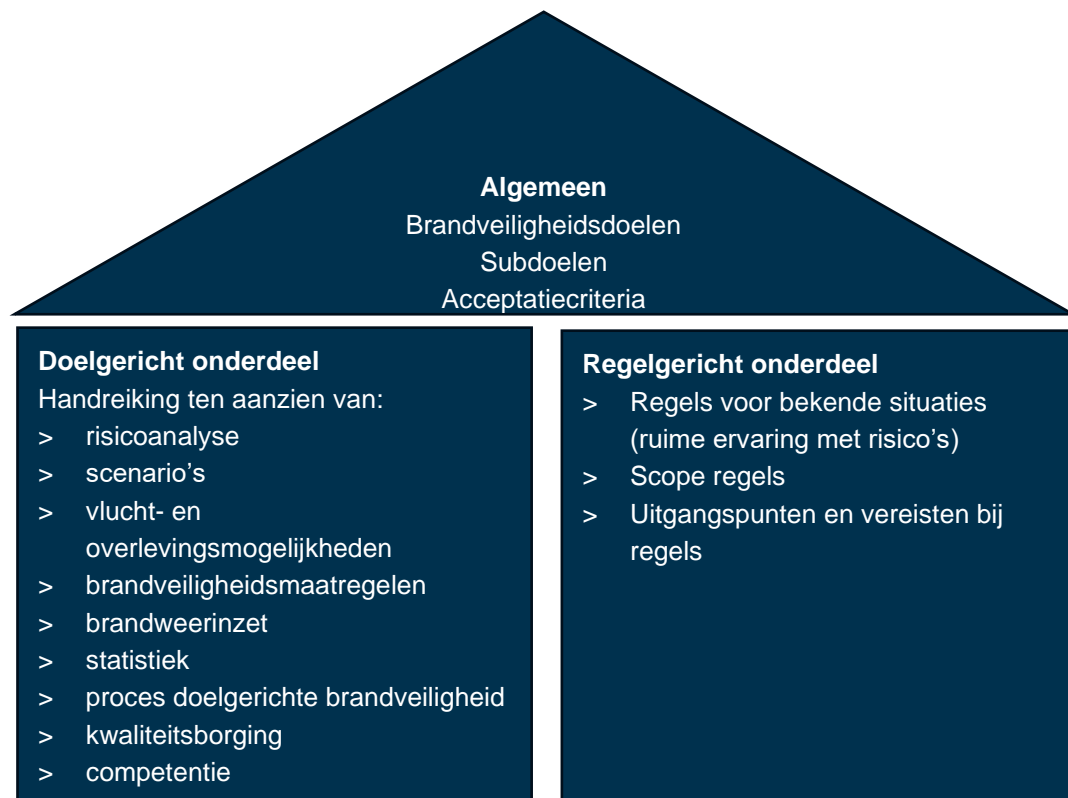 Algemeen
Brandveiligheidsdoelen
Subdoelen
Acceptatiecriteria
Doelgericht onderdeel
Handreiking ten aanzien van:
> risicoanalyse
> scenario's
> vlucht- en
overlevingsmogelijkheden
> brandveiligheidsmaatregelen
> brandweerinzet
> statistiek
> proces doelgerichte brandveiligheid
> kwaliteitsborging
> competentie
Regelgericht onderdeel
> Regels voor bekende situaties
(ruime ervaring met risico's)
> Scope regels
> Uitgangspunten en vereisten bij
regels